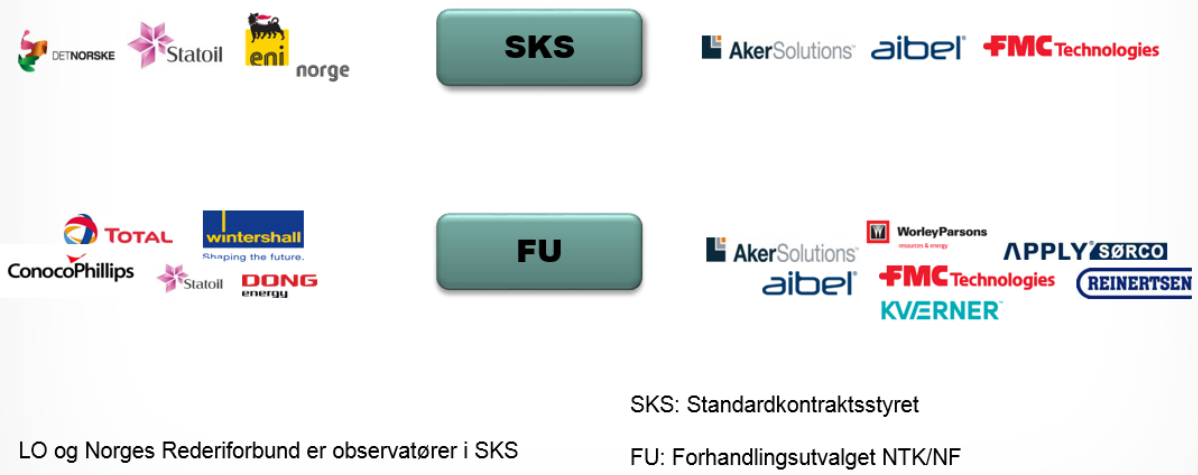 DETNORSKE
Statoil
eni
norge
SKS
AkerSolutions
aibel
FMC Technologies
TOTAL
wintershall
Shaping the future.
ConocoPhillips
Statoil
DONG
energy
FU
AkerSolutions
WorleyParsons
resources & energy
APPLY SØRCO
aibel
FMC Technologies
REINERTSEN
KVÆRNER
SKS: Standardkontraktsstyret
LO og Norges Rederiforbund er observatører i SKS
FU: Forhandlingsutvalget NTK/NF